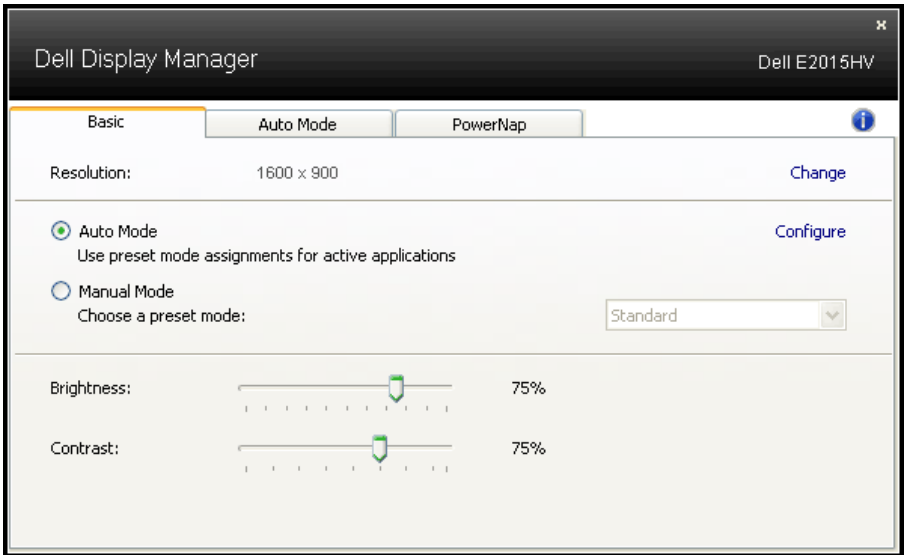 Dell Display Manager
Dell E2015HV
Basic
Auto Mode
PowerNap
Resolution:
1600 x 900
Change
Auto Mode
Configure
Use preset mode assignments for active applications
Manual Mode
Choose a preset mode:
Standard
Brightness:
75%
Contrast:
75%